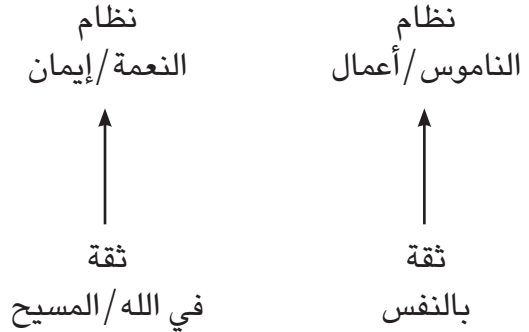 نظام
الناموس/أعمال
نظام
النعمة/إيمان
ثقة
بالنفس
ثقة
في الله/المسيح